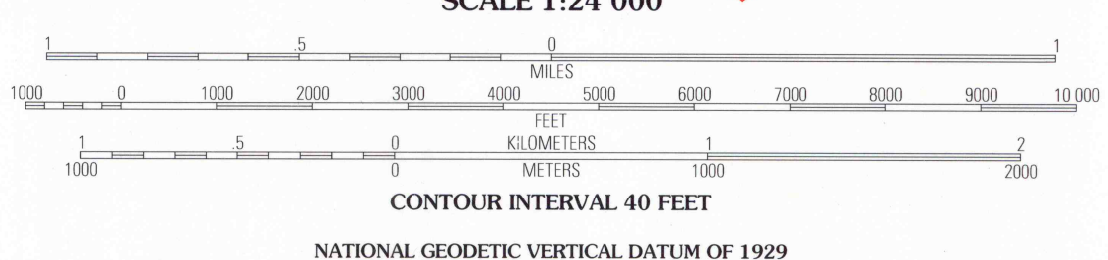 SCALE 1:24 000
1 .5 0 1
MILES
1000 0 1000 2000 3000 4000 5000 6000 7000 8000 9000 10 000
FEET
1 .5 0 KILOMETERS 1 2
1000 0 METERS 1000 2000
CONTOUR INTERVAL 40 FEET
NATIONAL GEODETIC VERTICAL DATUM OF 1929